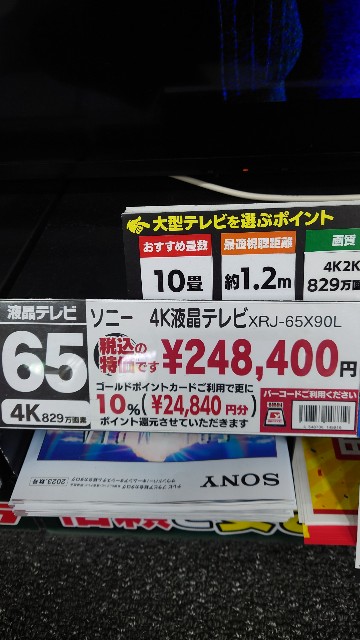 大型テレビを選ぶポイント
おすすめ畳数
最適視聴距離
画質
10畳
約1.2m
4K2K
829万画
液晶テレビ
65
4K 829万画素
ソニー 4K液晶テレビXRJ-65X90L
税込の特価です
¥248,400円
ゴールドポイントカードご利用で更に
10%(¥24,840円分)
ポイント還元させていただきます
バーコードご利用ください
SONY
2023.秋号